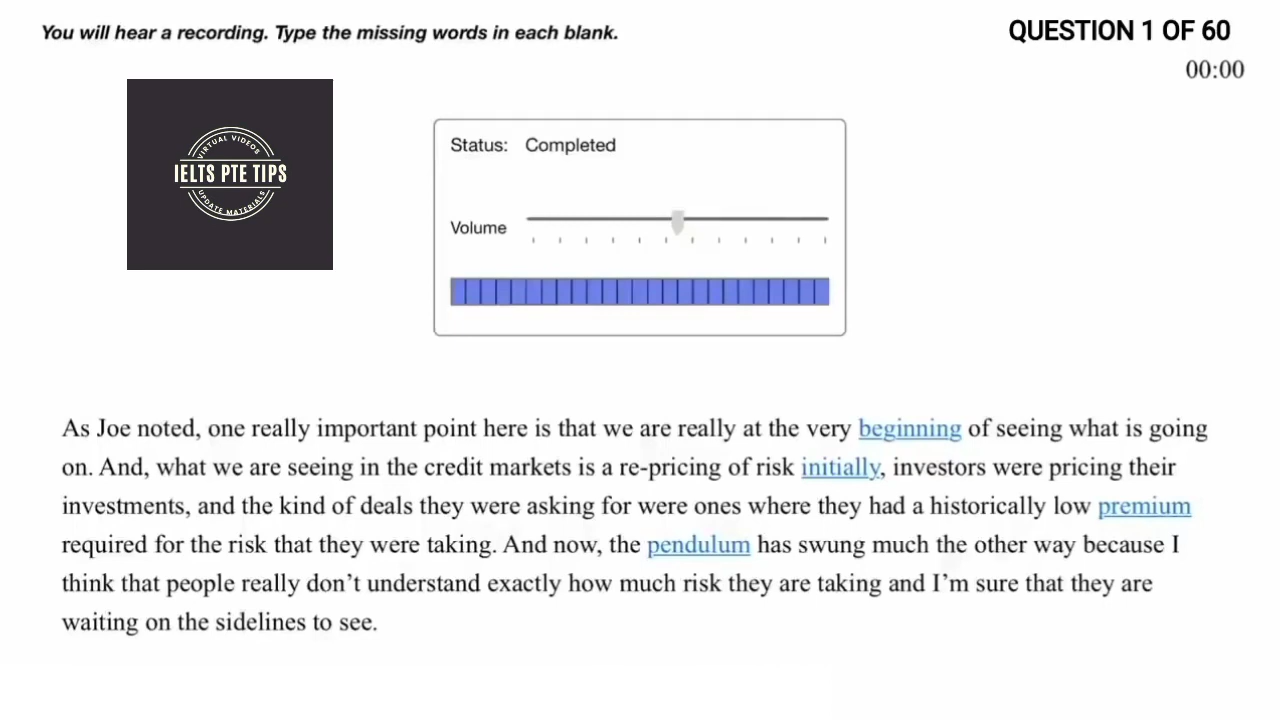 You will hear a recording. Type the missing words in each blank.
QUESTION 1 OF 60
00:00
VIRTUAL VIDEOS
IELTS PTE TIPS
UPDATE MATERIALS
Status: Completed
Volume
As Joe noted, one really important point here is that we are really at the very beginning of seeing what is going
on. And, what we are seeing in the credit markets is a re-pricing of risk initially, investors were pricing their
investments, and the kind of deals they were asking for were ones where they had a historically low premium
required for the risk that they were taking. And now, the pendulum has swung much the other way because I
think that people really don’t understand exactly how much risk they are taking and I’m sure that they are
waiting on the sidelines to see.